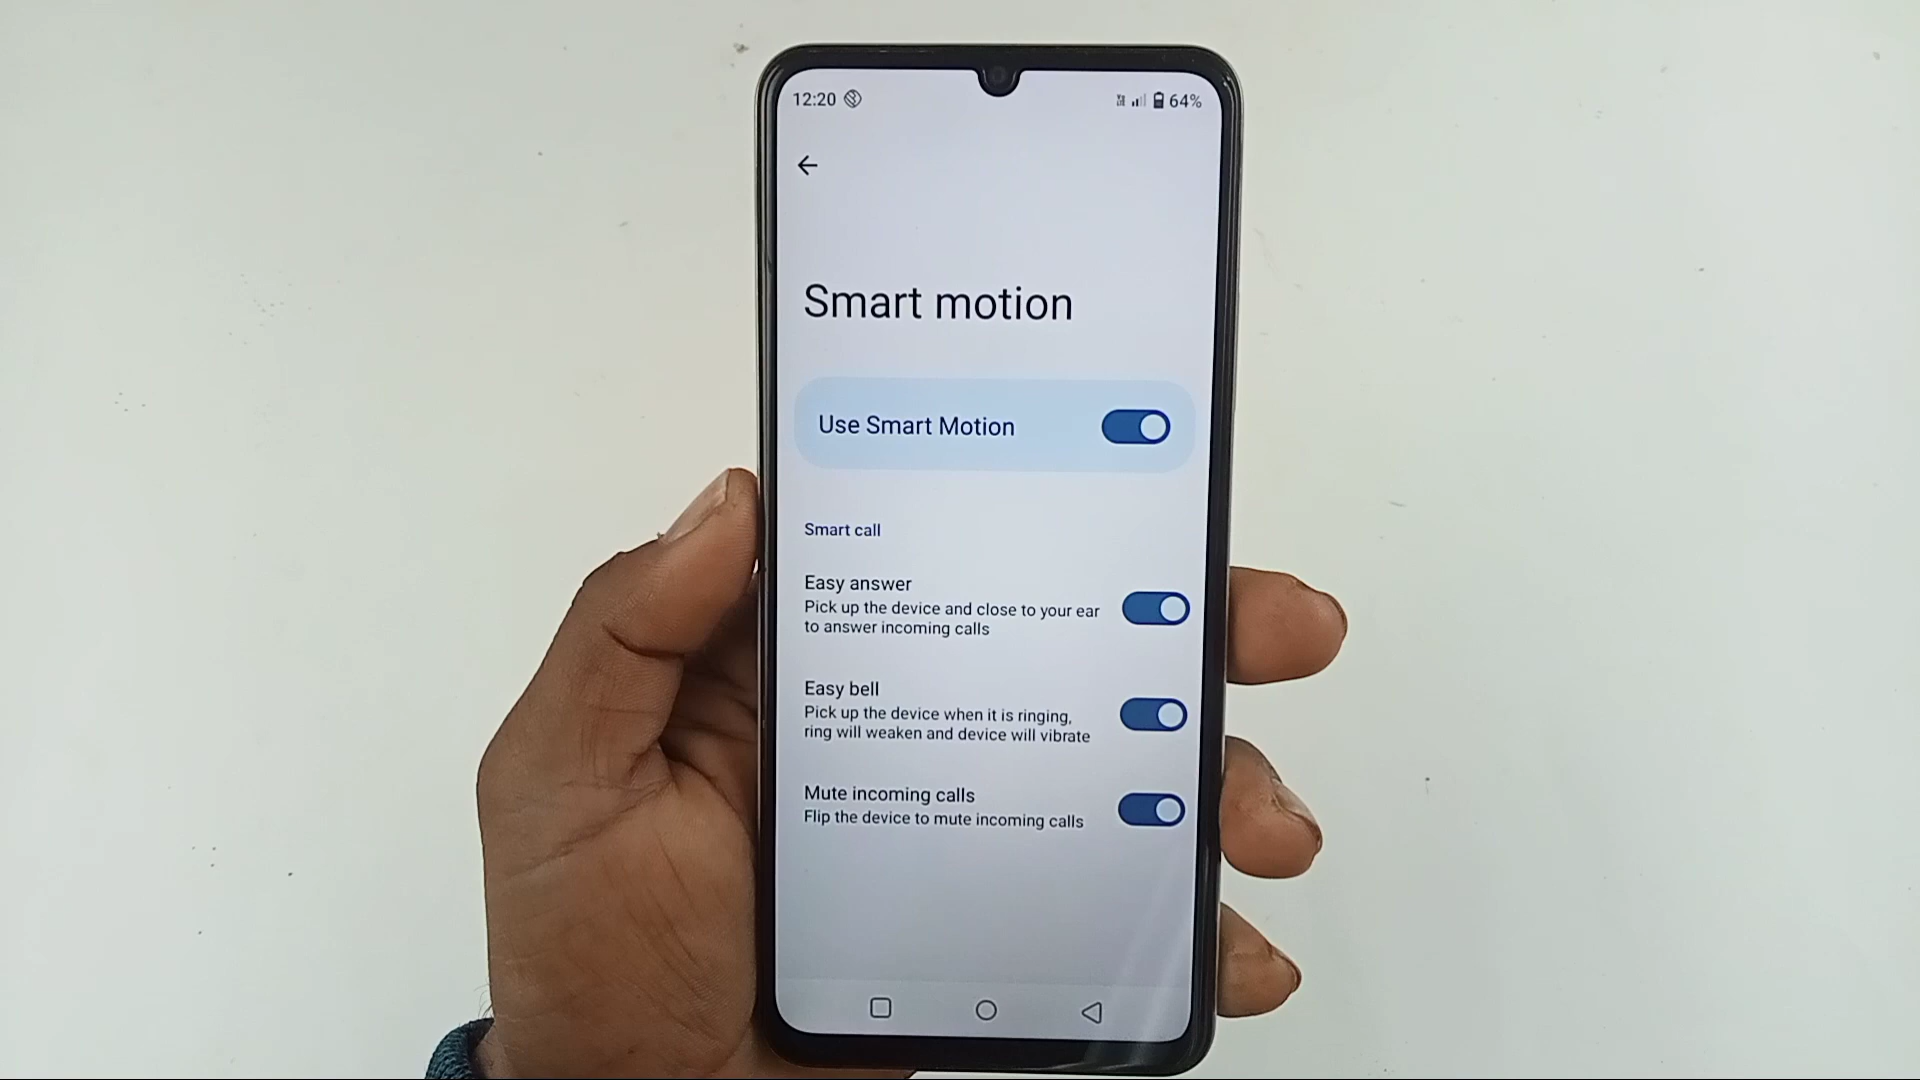 12:20 64%
Smart motion
Use Smart Motion
Smart call
Easy answer
Pick up the device and close to your ear
to answer incoming calls
Easy bell
Pick up the device when it is ringing,
ring will weaken and device will vibrate
Mute incoming calls
Flip the device to mute incoming calls